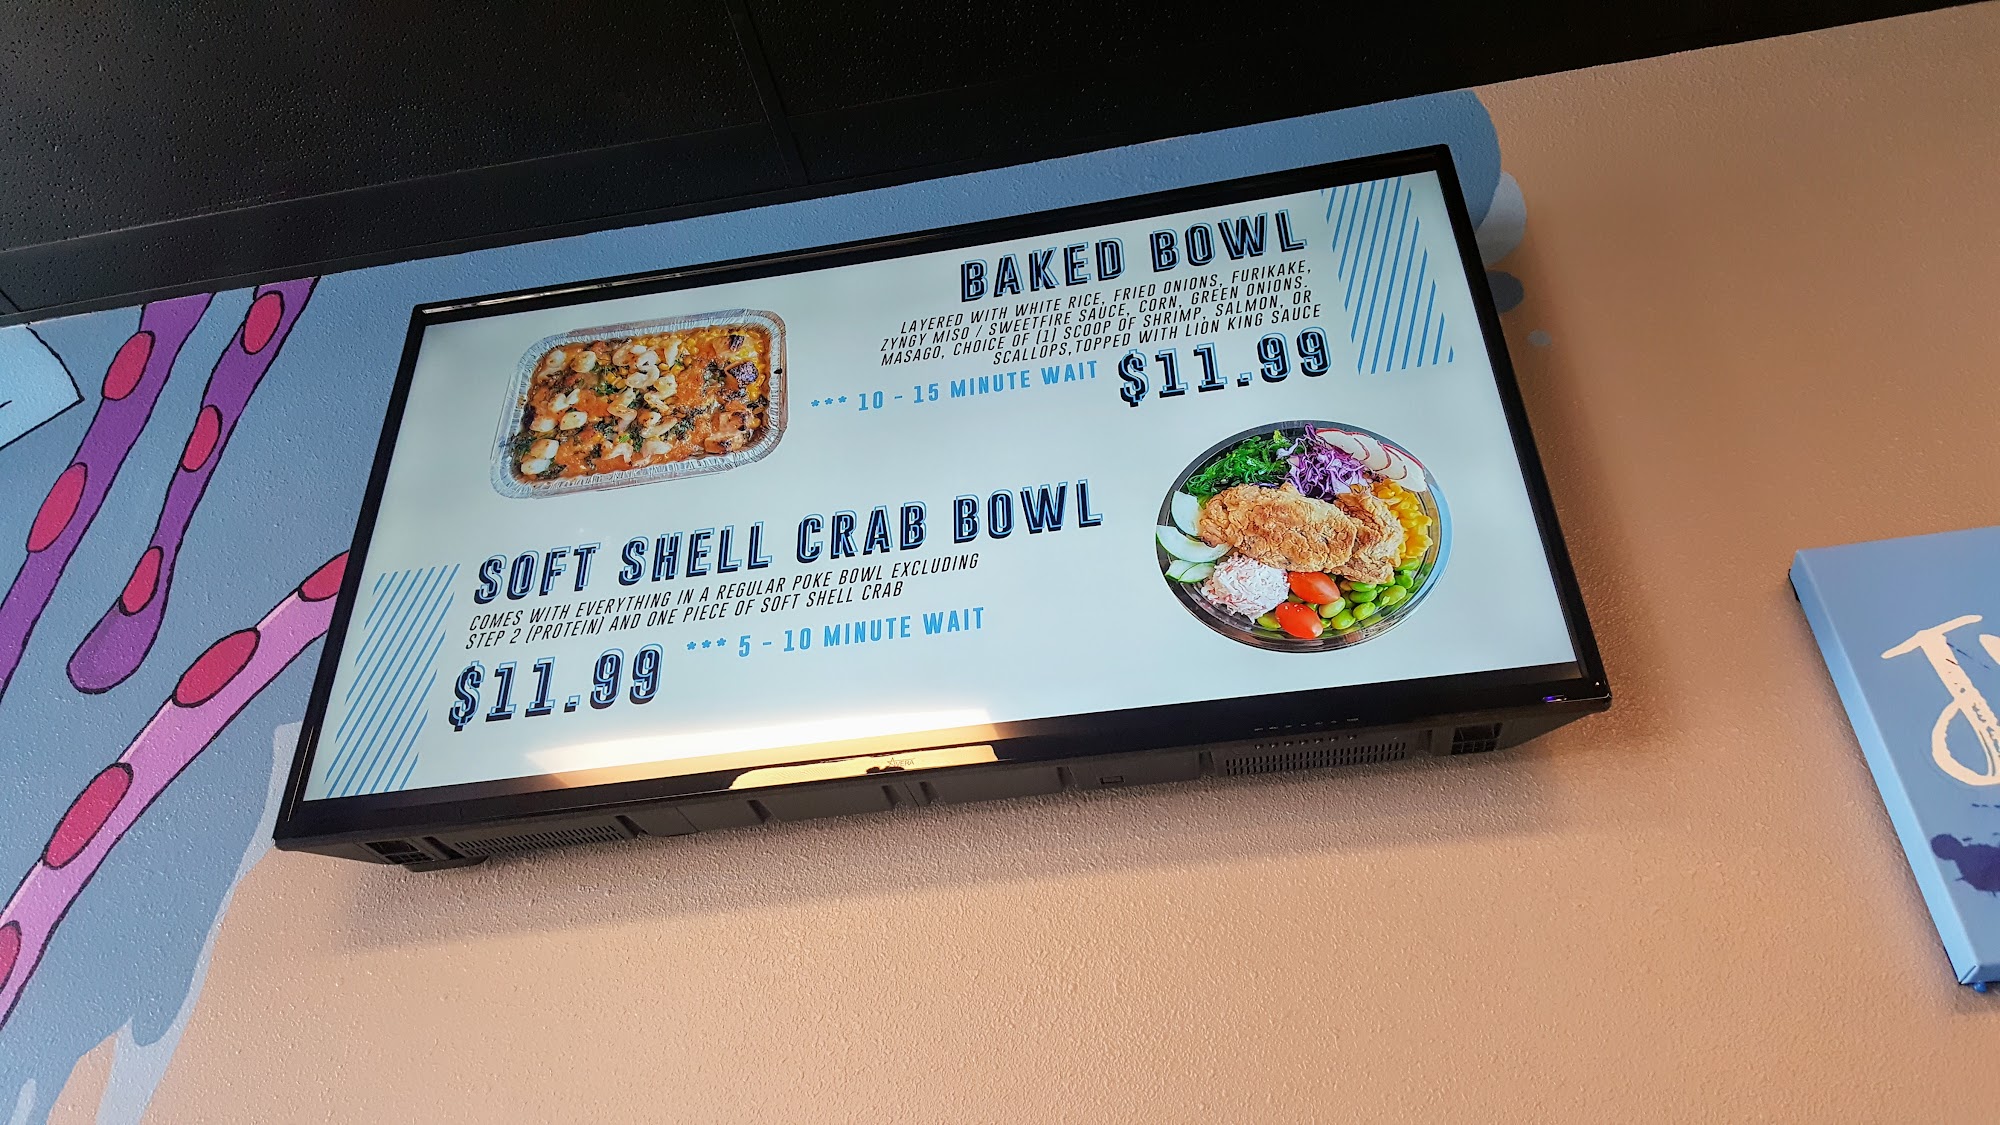 BAKED BOWL
LAYERED WITH WHITE RICE, FRIED ONIONS, FURIKAKE,
ZYNGY MISO / SWEETFIRE SAUCE, CORN, GREEN ONIONS.
MASAGO, CHOICE OF (1) SCOOP OF SHRIMP, SALMON, OR
SCALLOPS,TOPPED WITH LION KING SAUCE
*** 10 - 15 MINUTE WAIT
$11.99
SOFT SHELL CRAB BOWL
COMES WITH EVERYTHING IN A REGULAR POKE BOWL EXCLUDING
STEP 2 (PROTEIN) AND ONE PIECE OF SOFT SHELL CRAB
$11.99
*** 5 - 10 MINUTE WAIT